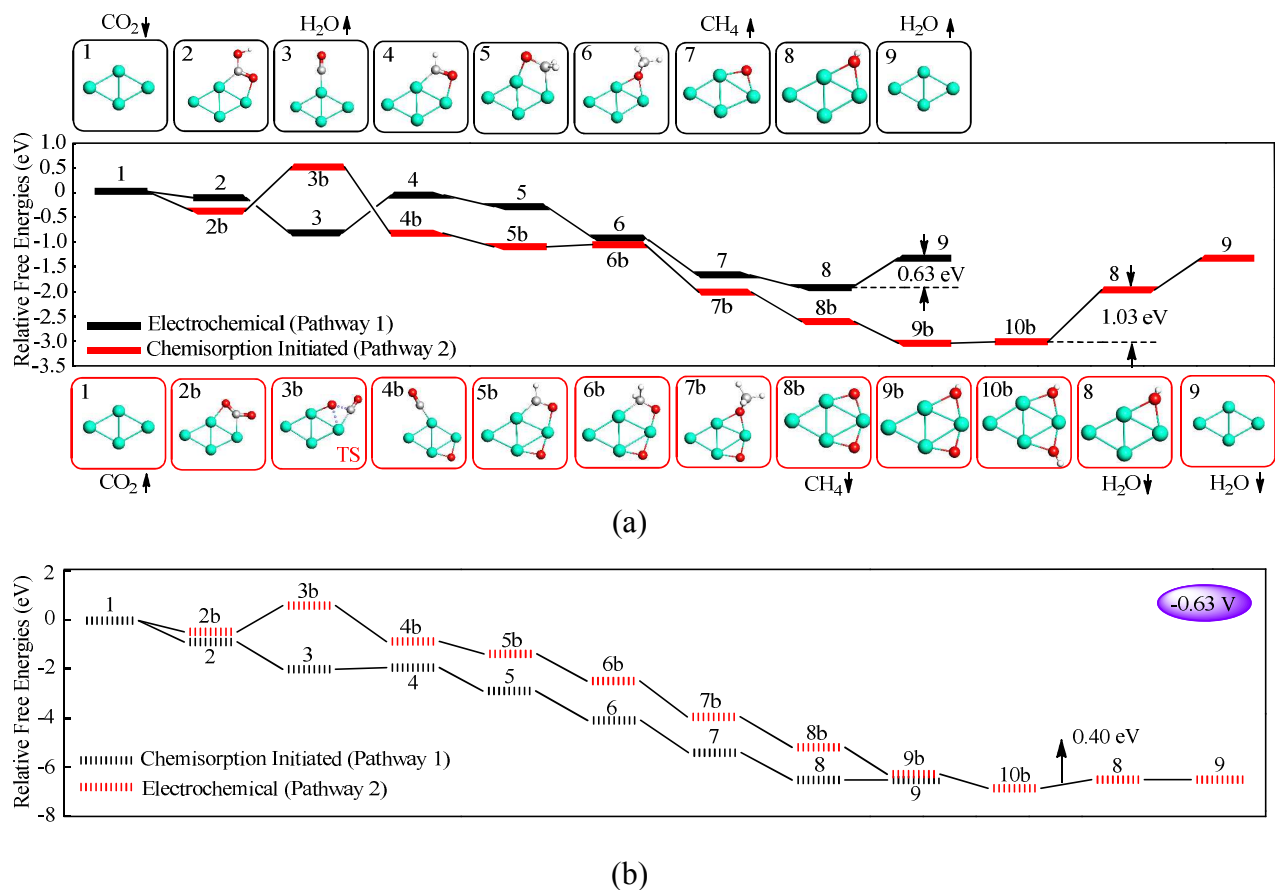 CO2 H2O CH4 H2O
1 2 3 4 5 6 7 8 9
Relative Free Energies (eV)
1.0
0.5
0
-0.5
-1.0
-1.5
-2.0
-2.5
-3.0
-3.5
1 2 3 4 5 6 7 8 9
2b 3b 4b 5b 6b 7b 8b 9b 10b 8 9
0.63 eV
1.03 eV
Electrochemical (Pathway 1)
Chemisorption Initiated (Pathway 2)
1 2b 3b 4b 5b 6b 7b 8b 9b 10b 8 9
TS
CO2 CH4 H2O H2O
(a)
Relative Free Energies (eV)
2
0
-2
-4
-6
-8
1 2b 3b 4b 5b 6b 7b 8b 9b 10b 8 9
2 3 4 5 6 7 8 9
-0.63 V
0.40 eV
Chemisorption Initiated (Pathway 1)
Electrochemical (Pathway 2)
(b)